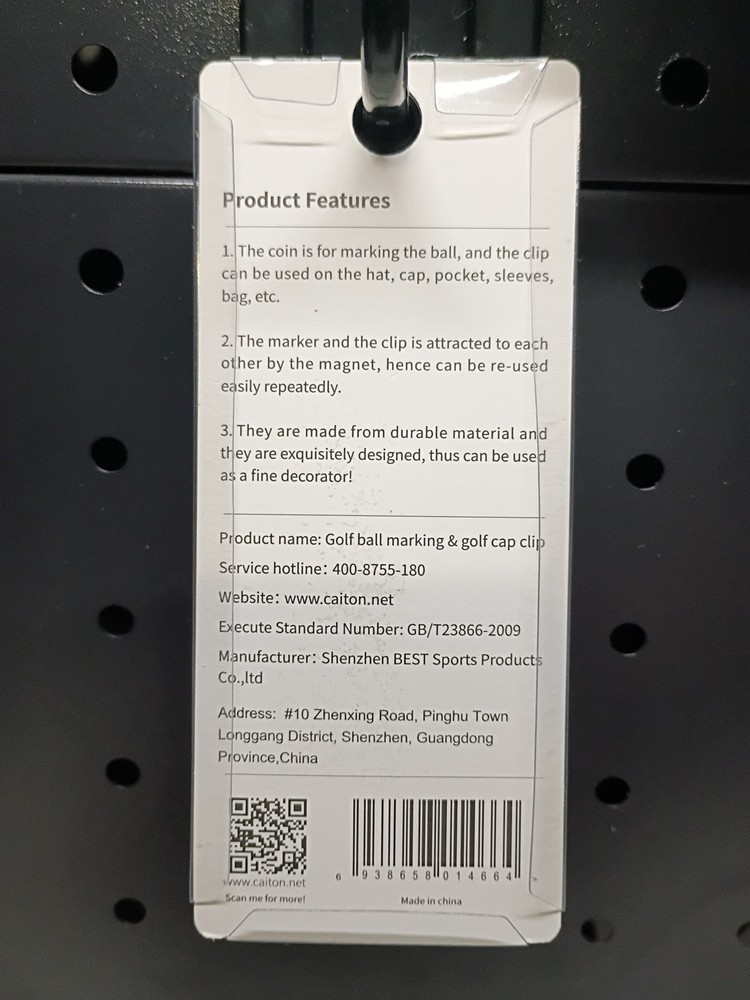 Product Features
1. The coin is for marking the ball, and the clip
can be used on the hat, cap, pocket, sleeves,
bag, etc.
2. The marker and the clip is attracted to each
other by the magnet, hence can be re-used
easily repeatedly.
3. They are made from durable material and
they are exquisitely designed, thus can be used
as a fine decorator!
Product name: Golf ball marking & golf cap clip
Service hotline: 400-8755-180
Website: www.caiton.net
Execute Standard Number: GB/T23866-2009
Manufacturer: Shenzhen BEST Sports Products
Co.,ltd
Address: #10 Zhenxing Road, Pinghu Town
Longgang District, Shenzhen, Guangdong
Province,China
6 938658 014664 >
www.caiton.net
Scan me for more!
Made in china